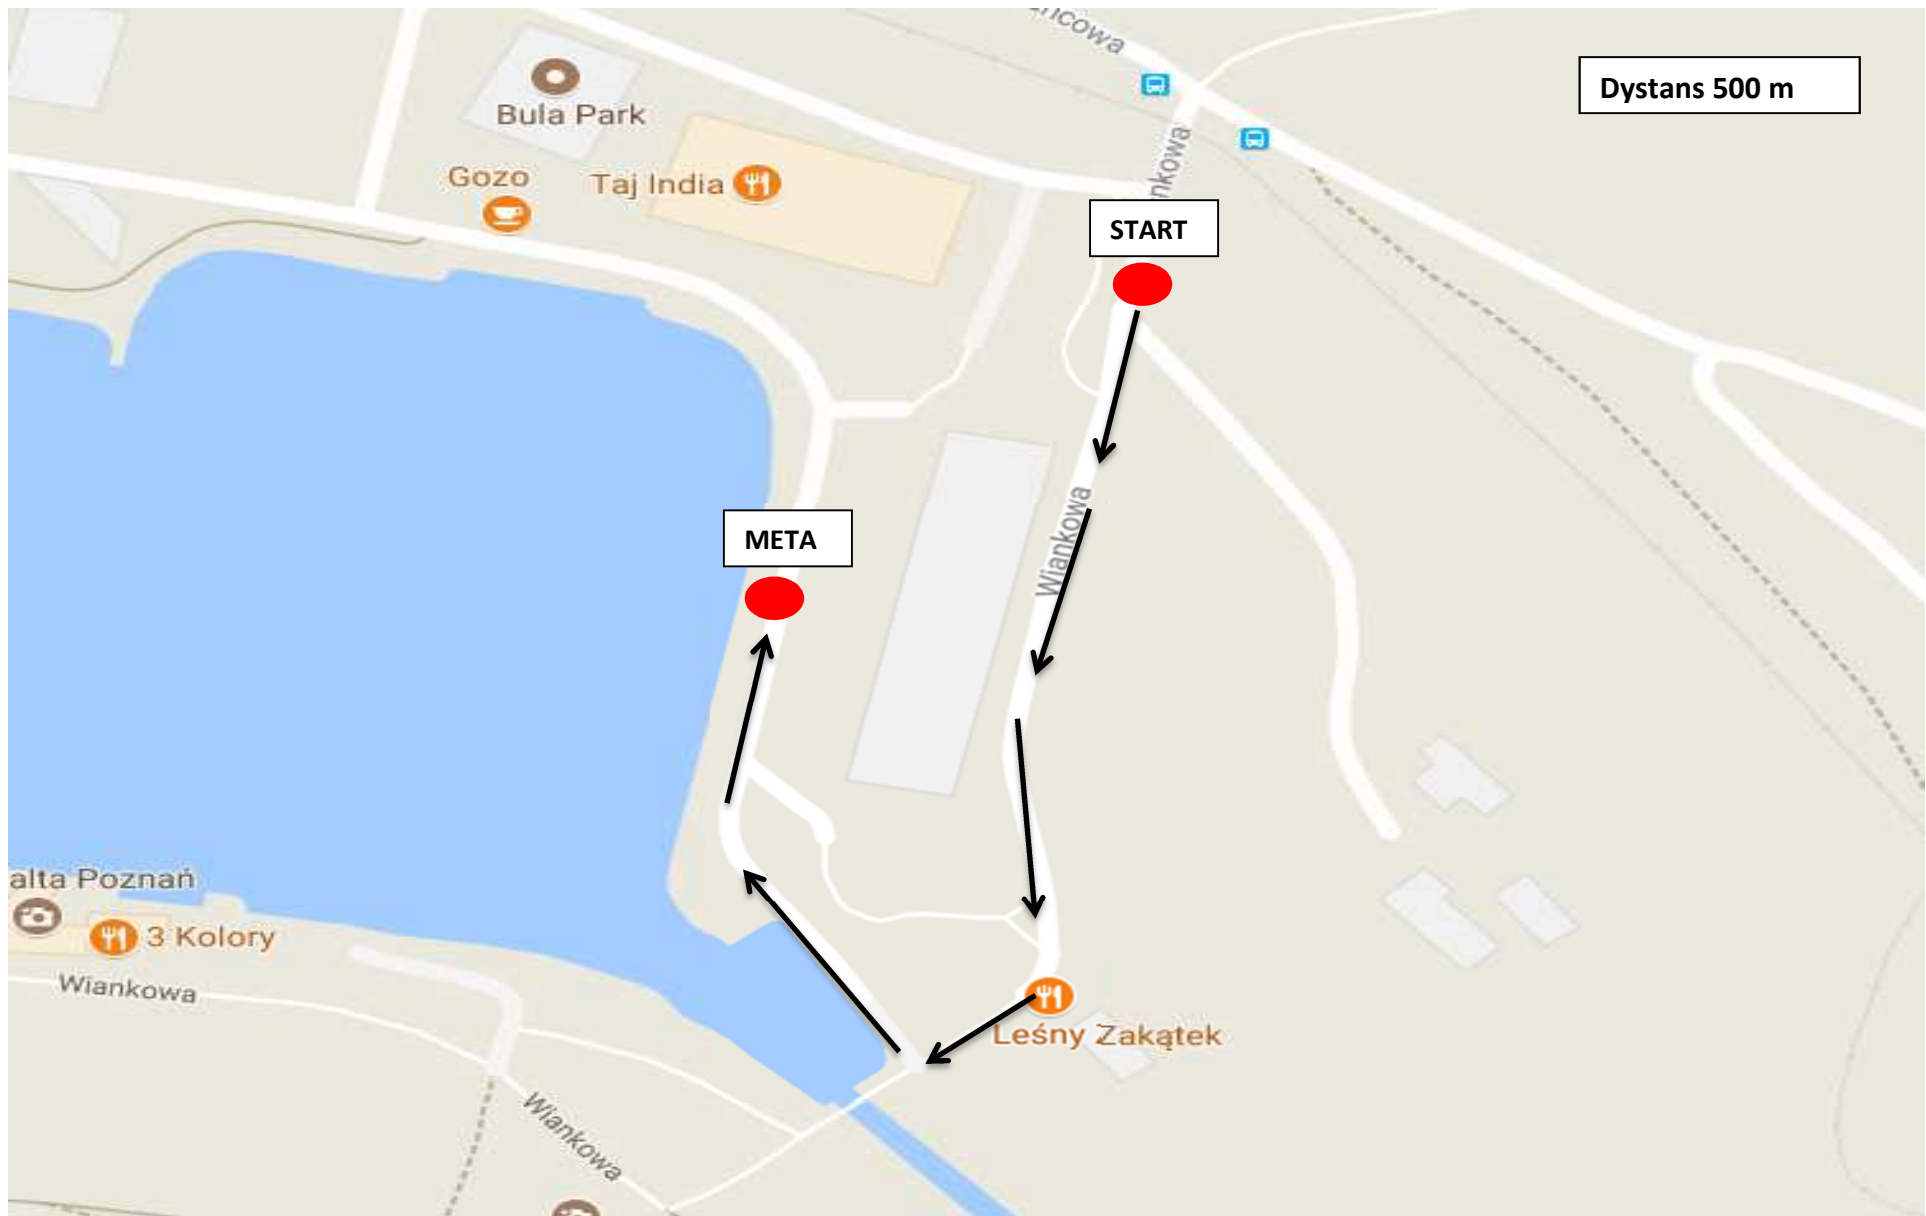 Dystans 500 m
Bula Park
Gozo
Taj India
START
Wiankowa
META
alta Poznań
3 Kolory
Wiankowa
Leśny Zakątek
Wiankowa